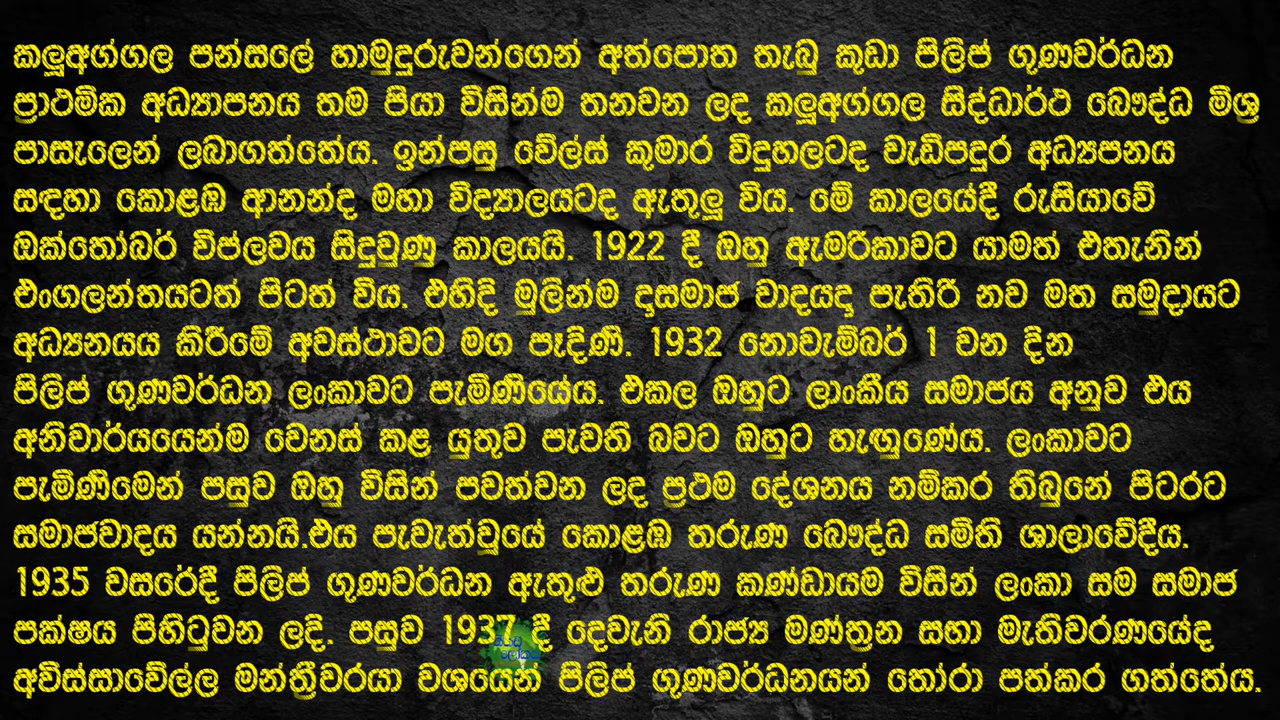 කලූඅග්ගල පන්සලේ හාමුදුරුවන්ගෙන් අත්පොත තැබු කුඩා පිලිප් ගුණවර්ධන
ප්‍රාථමික අධ්‍යාපනය තම පියා විසින්ම තනවන ලද කලූඅග්ගල සිද්ධාර්ථ බෞද්ධ මිශ්‍ර
පාසැලෙන් ලබාගත්තේය. ඉන්පසු වේල්ස් කුමාර විදුහලටද වැඩිපදුර අධ්‍යපනය
සඳහා කොළඹ ආනන්ද මහා විද්‍යාලයටද ඇතුලූ විය. මේ කාලයේදී රුසියාවේ
ඔක්තෝබර් විප්ලවය සිදුවුණු කාලයයි. 1922 දී ඔහු ඇමරිකාවට යාමත් එතැනින්
එංගලන්තයටත් පිටත් විය. එහිදි මුලින්ම දෘසමාජ වාදයදෘ පැතිරී නව මත සමූදායට
අධ්‍යනයය කිරීමේ අවස්ථාවට මග පෑදිණි. 1932 නොවැම්බර් 1 වන දින
පිලිප් ගුණවර්ධන ලංකාවට පැමිණියේය. එකල ඔහුට ලාංකීය සමාජය අනුව එය
අනිවාර්යයෙන්ම වෙනස් කළ යුතුව පැවති බවට ඔහුට හැඟුණේය. ලංකාවට
පැමිණිමෙන් පසුව ඔහු විසින් පවත්වන ලද ප්‍රථම දේශනය නම්කර තිබුනේ පිටරට
සමාජවාදය යන්නයි.එය පැවැත්වූයේ කොළඹ තරුණ බෞද්ධ සමිති ශාලාවේදීය.
1935 වසරේදී පිලිප් ගුණවර්ධන ඇතුළු තරුණ කණ්ඩායම විසින් ලංකා සම සමාජ
පක්ෂය පිහිටුවන ලදි. පසුව 1937 දී දෙවැනි රාජ්‍ය මණ්ත්‍රන සභා මැතිවරණයේද
අවිස්සාවේල්ල මන්ත්‍රීවරයා වශයෙන් පිලිප් ගුණවර්ධනයන් තෝරා පත්කර ගත්තේය.